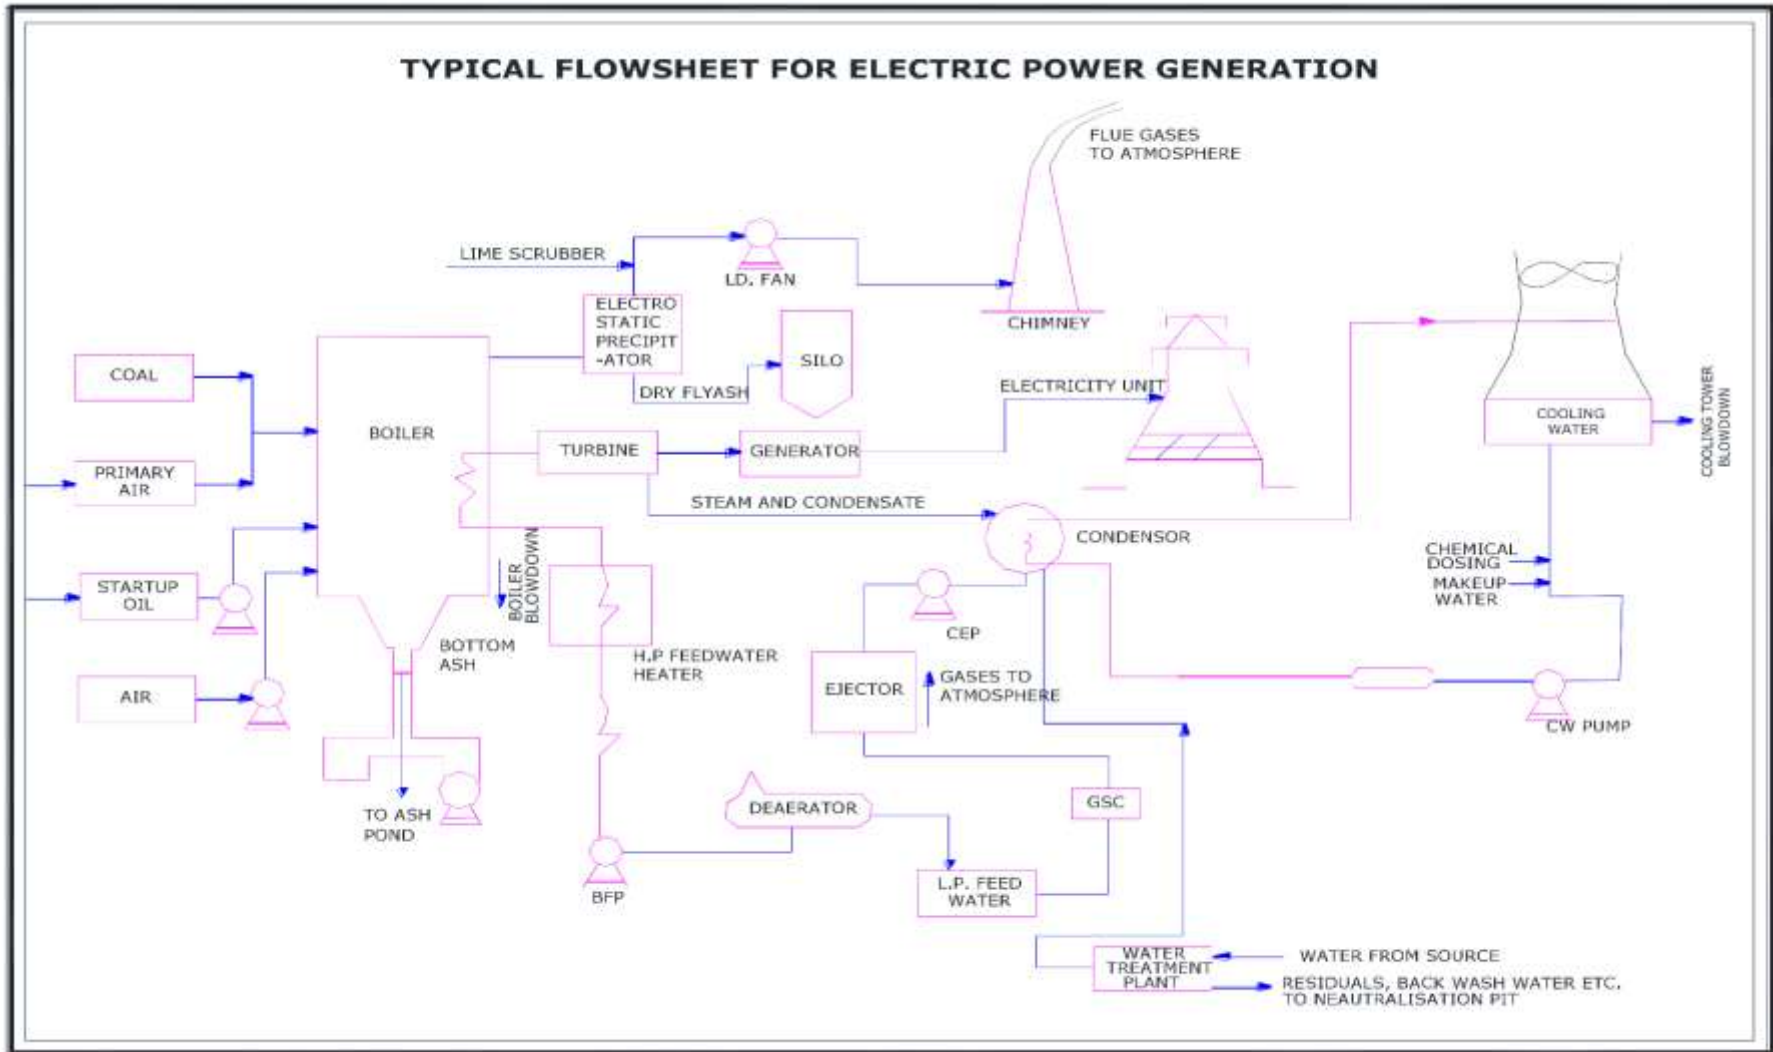 TYPICAL FLOWSHEET FOR ELECTRIC POWER GENERATION
FLUE GASES
TO ATMOSPHERE
LIME SCRUBBER
I.D. FAN
CHIMNEY
ELECTRO
STATIC
PRECIPIT
-ATOR
SILO
DRY FLYASH
ELECTRICITY UNIT
COAL
BOILER
PRIMARY
AIR
TURBINE
GENERATOR
COOLING
WATER
COOLING TOWER
BLOWDOWN
STEAM AND CONDENSATE
CONDENSOR
CHEMICAL
DOSING
MAKEUP
WATER
STARTUP
OIL
BOILER
BLOWDOWN
CEP
BOTTOM
ASH
H.P FEEDWATER
HEATER
AIR
EJECTOR
GASES TO
ATMOSPHERE
CW PUMP
TO ASH
POND
DEAERATOR
GSC
BFP
L.P. FEED
WATER
WATER
TREATMENT
PLANT
WATER FROM SOURCE
RESIDUALS, BACK WASH WATER ETC.
TO NEAUTRALISATION PIT